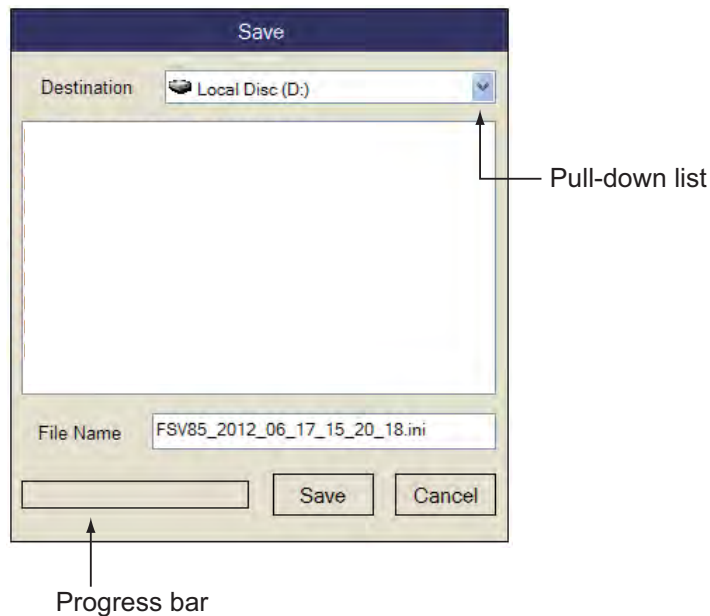 Save
Destination
Local Disc (D:)
Pull-down list
File Name
FSV85_2012_06_17_15_20_18.ini
Save
Cancel
Progress bar